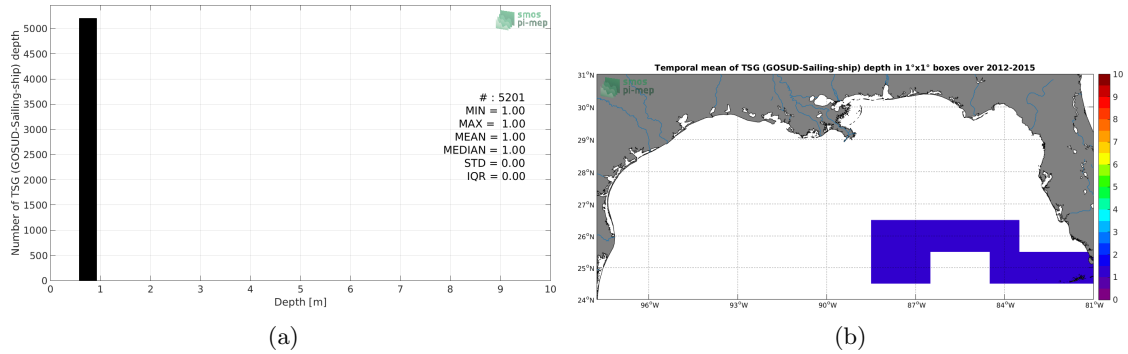 smos
pi-mep
5000
4500
4000
3500
3000
2500
2000
1500
1000
500
0
Number of TSG (GOSUD-Sailing-ship) depth
# : 5201
MIN = 1.00
MAX = 1.00
MEAN = 1.00
MEDIAN = 1.00
STD = 0.00
IQR = 0.00
0 1 2 3 4 5 6 7 8 9 10
Depth [m]
(a)
Temporal mean of TSG (GOSUD-Sailing-ship) depth in 1°x1° boxes over 2012-2015
smos
pi-mep
31°N
30°N
29°N
28°N
27°N
26°N
25°N
24°N
96°W 93°W 90°W 87°W 84°W 81°W
10
9
8
7
6
5
4
3
2
1
0
(b)